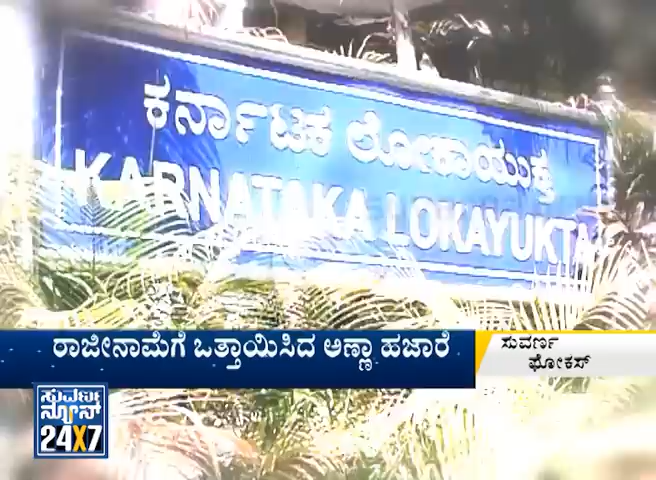 ಕರ್ನಾಟಕ ಲೋಕಾಯುಕ್ತ
KARNATAKA LOKAYUKTA
ರಾಜೀನಾಮೆಗೆ ಒತ್ತಾಯಿಸಿದ ಅಣ್ಣಾ ಹಜಾರೆ
ಸುವರ್ಣ
ಫೋಕಸ್
ಸುವರ್ಣ
ನ್ಯೂಸ್
24X7